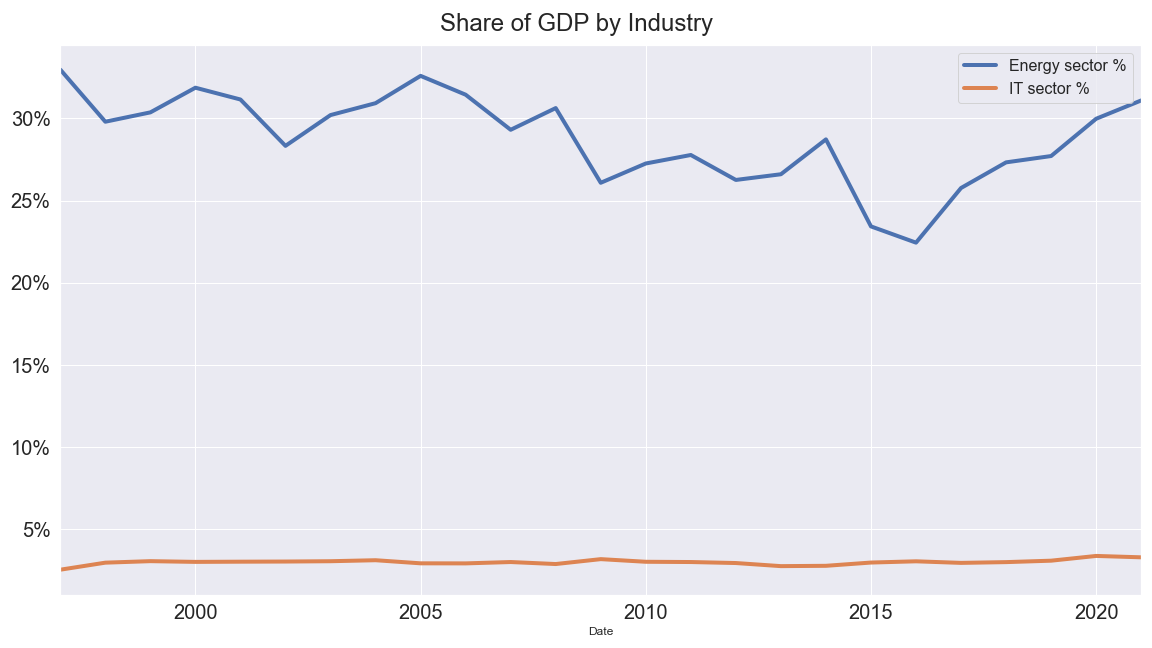 Share of GDP by Industry
Energy sector %
IT sector %
30%
25%
20%
15%
10%
5%
2000 2005 2010 2015 2020
Date